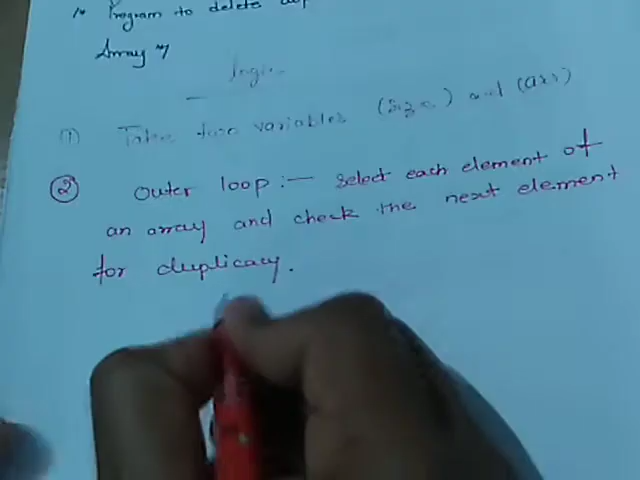 Program to delete
Array */
logic
① Take two variables (size) and (arr)
② Outer loop :- select each element of
an array and check the next element
for duplicacy.